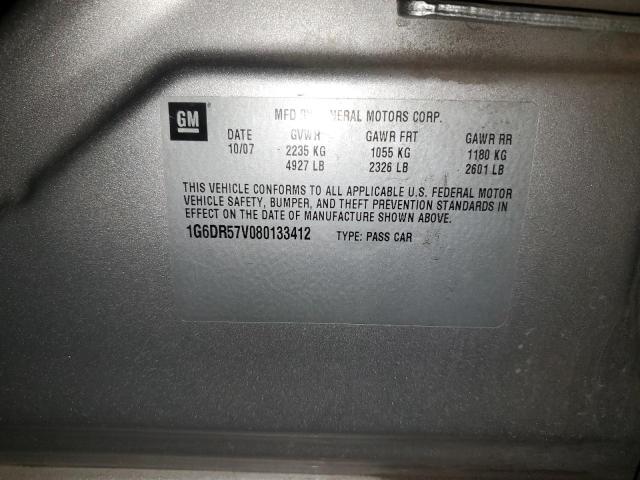 GM
MFD BY GENERAL MOTORS CORP.
DATE GVWR GAWR FRT GAWR RR
10/07 2235 KG 1055 KG 1180 KG
4927 LB 2326 LB 2601 LB
THIS VEHICLE CONFORMS TO ALL APPLICABLE U.S. FEDERAL MOTOR
VEHICLE SAFETY, BUMPER, AND THEFT PREVENTION STANDARDS IN
EFFECT ON THE DATE OF MANUFACTURE SHOWN ABOVE.
1G6DR57V080133412 TYPE: PASS CAR